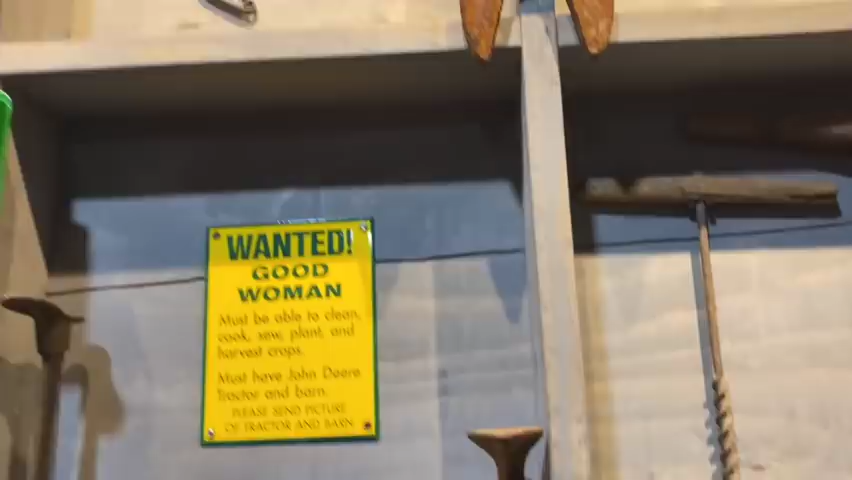 WANTED!
GOOD
WOMAN
Must be able to clean,
cook, sew, plant, and
harvest crops.
Must have John Deere
Tractor and barn.
PLEASE SEND PICTURE
OF TRACTOR AND BARN